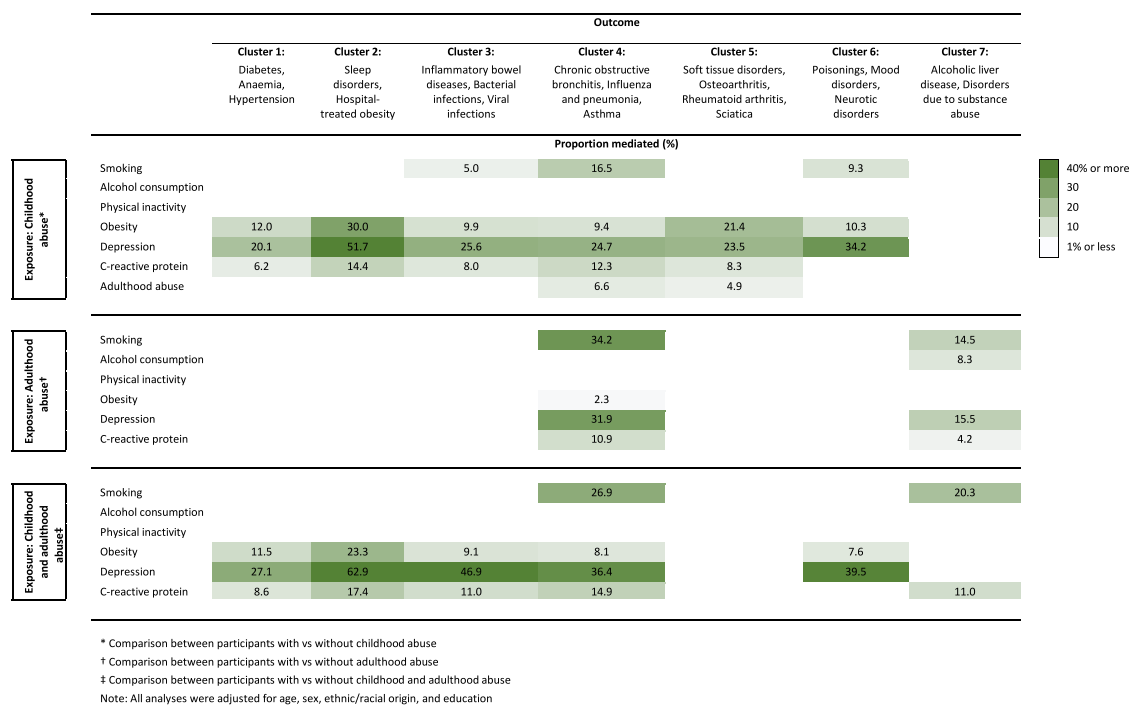 Outcome
Cluster 1: Cluster 2: Cluster 3: Cluster 4: Cluster 5: Cluster 6: Cluster 7:
Diabetes, Sleep Inflammatory bowel Chronic obstructive Soft tissue disorders, Poisonings, Mood Alcoholic liver
Anaemia, disorders, diseases, Bacterial bronchitis, Influenza Osteoarthritis, disorders, disease, Disorders
Hypertension Hospital- infections, Viral and pneumonia, Rheumatoid arthritis, Neurotic due to substance
treated obesity infections Asthma Sciatica disorders abuse
Proportion mediated (%)
Exposure: Childhood
abuse*
Smoking 5.0 16.5 9.3
Alcohol consumption
Physical inactivity
Obesity 12.0 30.0 9.9 9.4 21.4 10.3
Depression 20.1 51.7 25.6 24.7 23.5 34.2
C-reactive protein 6.2 14.4 8.0 12.3 8.3
Adulthood abuse 6.6 4.9
40% or more
30
20
10
1% or less
Exposure: Adulthood
abuse†
Smoking 34.2 14.5
Alcohol consumption 8.3
Physical inactivity
Obesity 2.3
Depression 31.9 15.5
C-reactive protein 10.9 4.2
Exposure: Childhood
and adulthood
abuse‡
Smoking 26.9 20.3
Alcohol consumption
Physical inactivity
Obesity 11.5 23.3 9.1 8.1 7.6
Depression 27.1 62.9 46.9 36.4 39.5
C-reactive protein 8.6 17.4 11.0 14.9 11.0
* Comparison between participants with vs without childhood abuse
† Comparison between participants with vs without adulthood abuse
‡ Comparison between participants with vs without childhood and adulthood abuse
Note: All analyses were adjusted for age, sex, ethnic/racial origin, and education